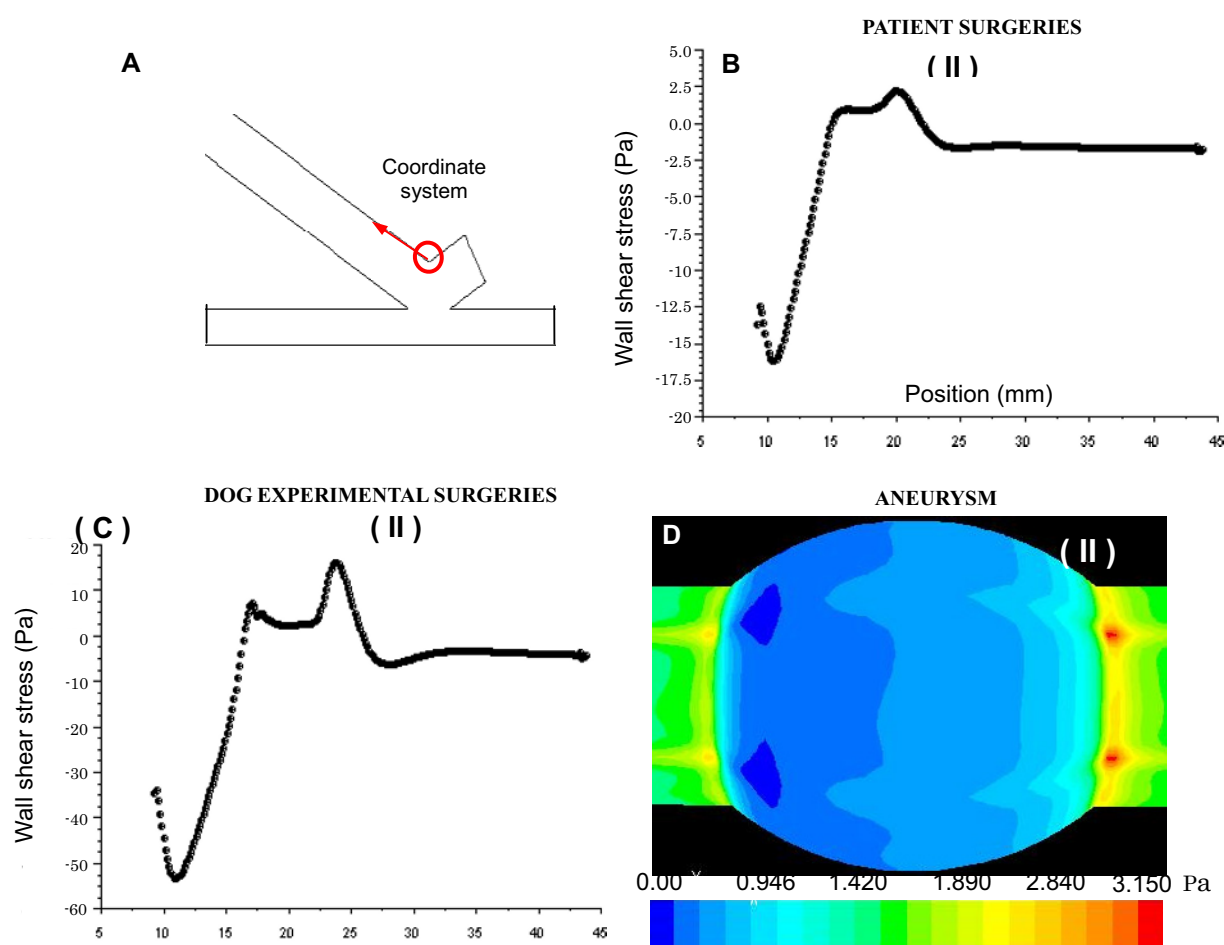 PATIENT SURGERIES
A
Coordinate
system
B
( II )
5.0
2.5
0.0
-2.5
-5.0
-7.5
-10
-12.5
-15
-17.5
-20
Wall shear stress (Pa)
Position (mm)
5 10 15 20 25 30 35 40 45
DOG EXPERIMENTAL SURGERIES
( C )
( II )
20
10
0
-10
-20
-30
-40
-50
-60
Wall shear stress (Pa)
5 10 15 20 25 30 35 40 45
ANEURYSM
D
( II )
0.00 0.946 1.420 1.890 2.840 3.150 Pa